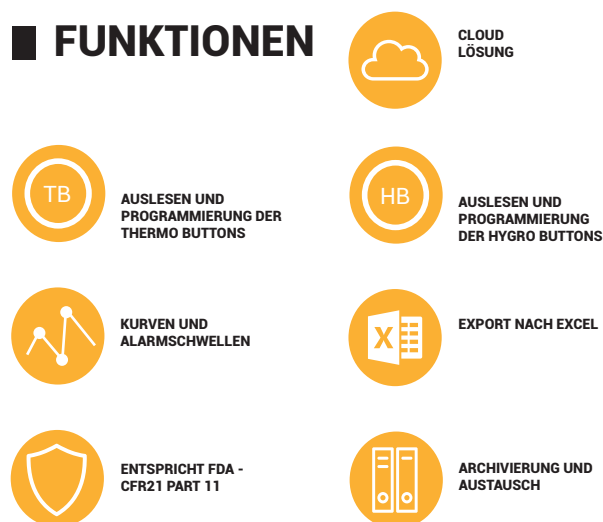 FUNKTIONEN
CLOUD
LÖSUNG
TB
AUSLESEN UND
PROGRAMMIERUNG DER
THERMO BUTTONS
HB
AUSLESEN UND
PROGRAMMIERUNG
DER HYGRO BUTTONS
KURVEN UND
ALARMSCHWELLEN
X
EXPORT NACH EXCEL
ENTSPRICHT FDA -
CFR21 PART 11
ARCHIVIERUNG UND
AUSTAUSCH